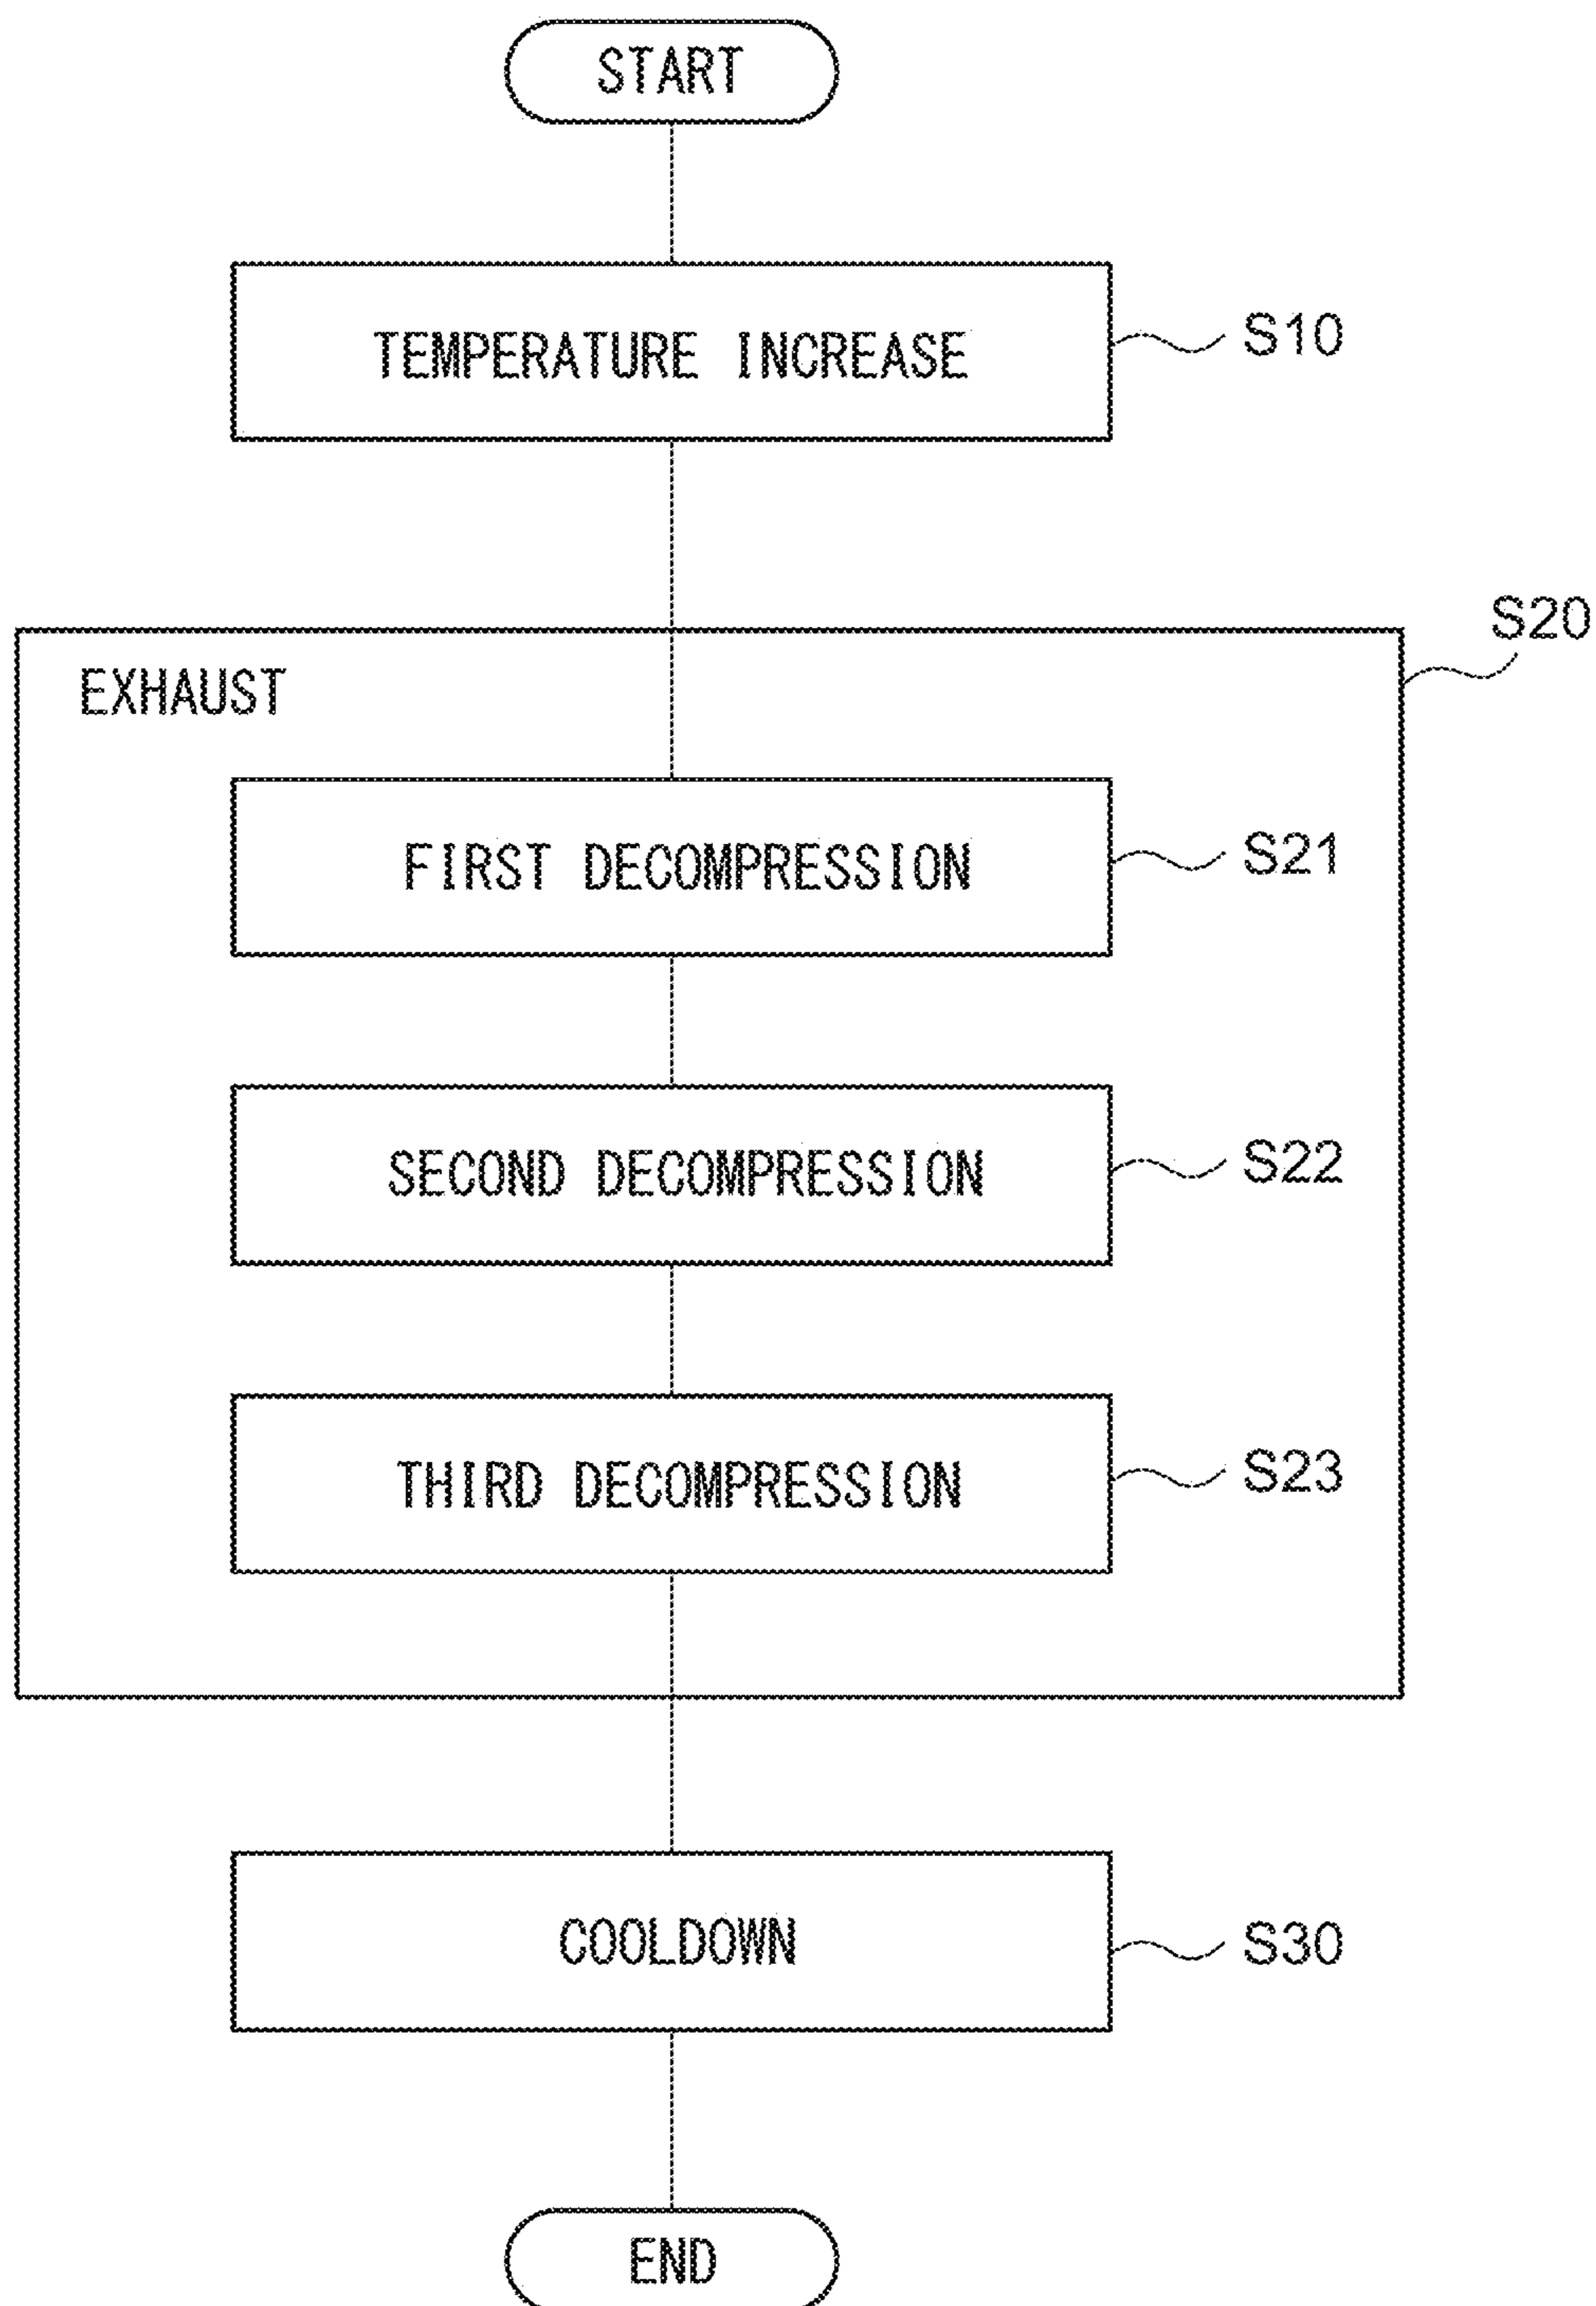 START
TEMPERATURE INCREASE
S10
S20
EXHAUST
FIRST DECOMPRESSION
S21
SECOND DECOMPRESSION
S22
THIRD DECOMPRESSION
S23
COOLDOWN
S30
END